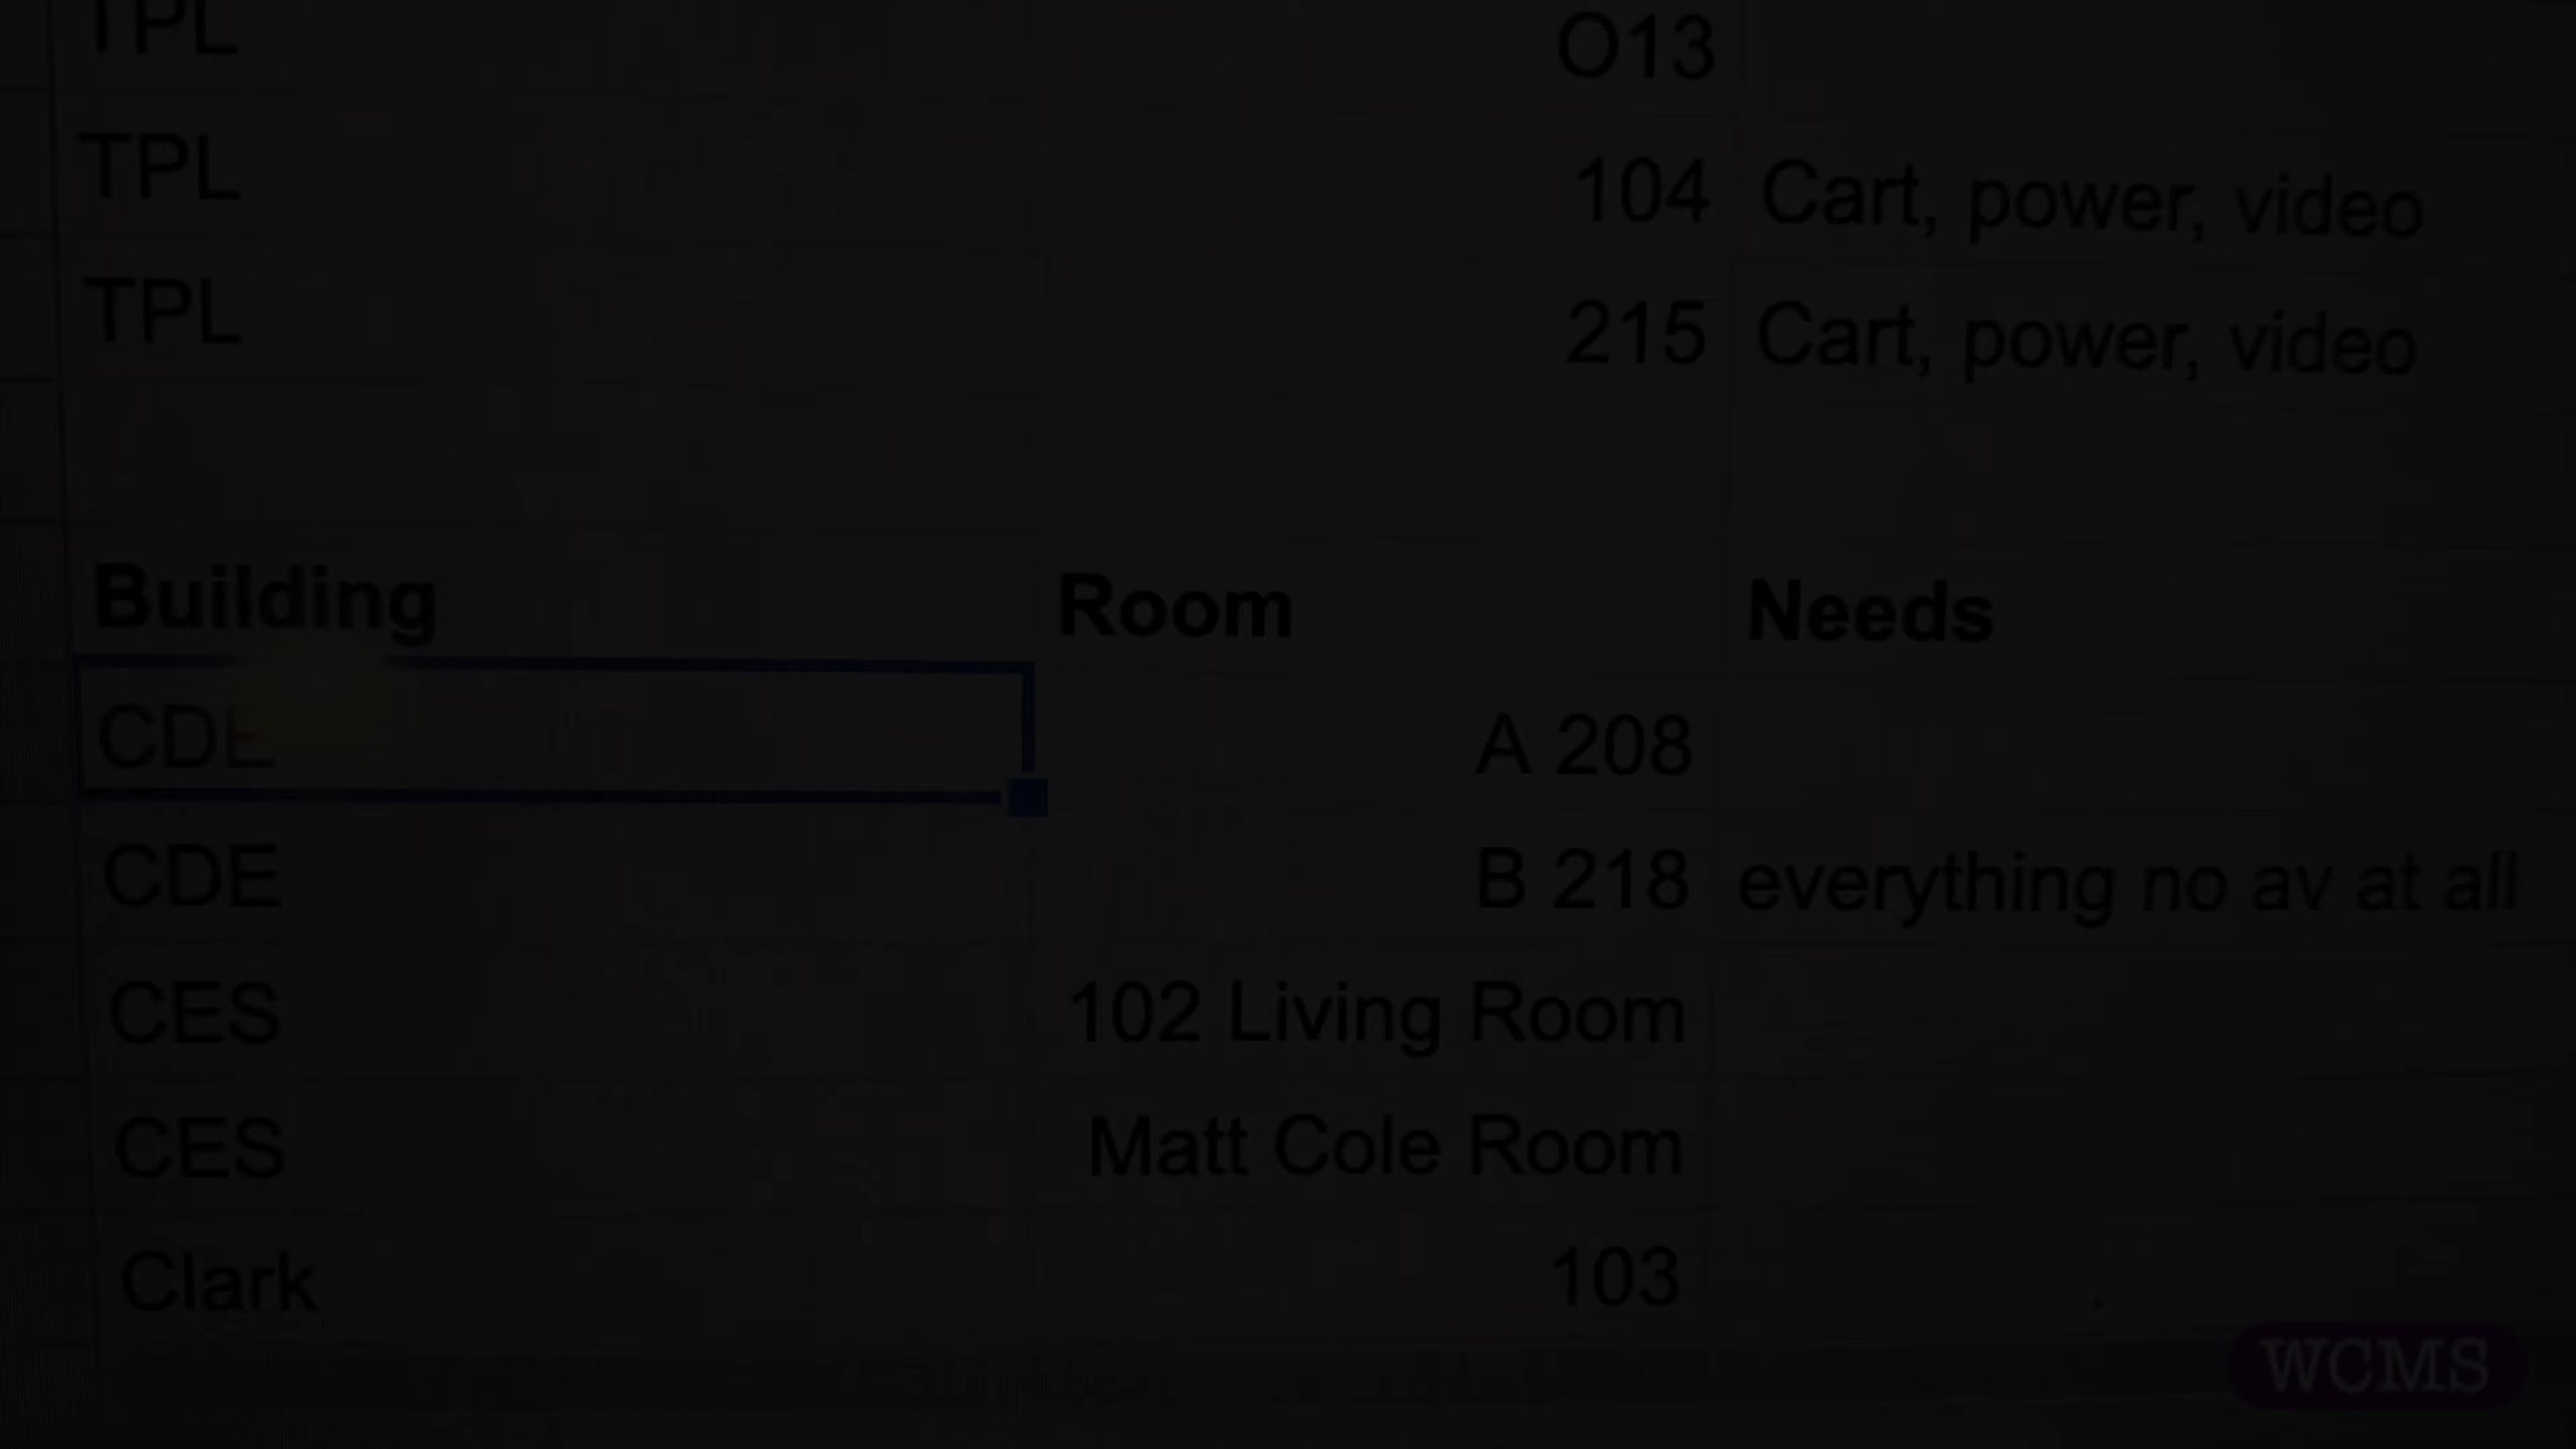 TPL O13
TPL 104 Cart, power, video
TPL 215 Cart, power, video
Building Room Needs
CDE A 208
CDE B 218 everything no av at all
CES 102 Living Room
CES Matt Cole Room
Clark 103
WCMS